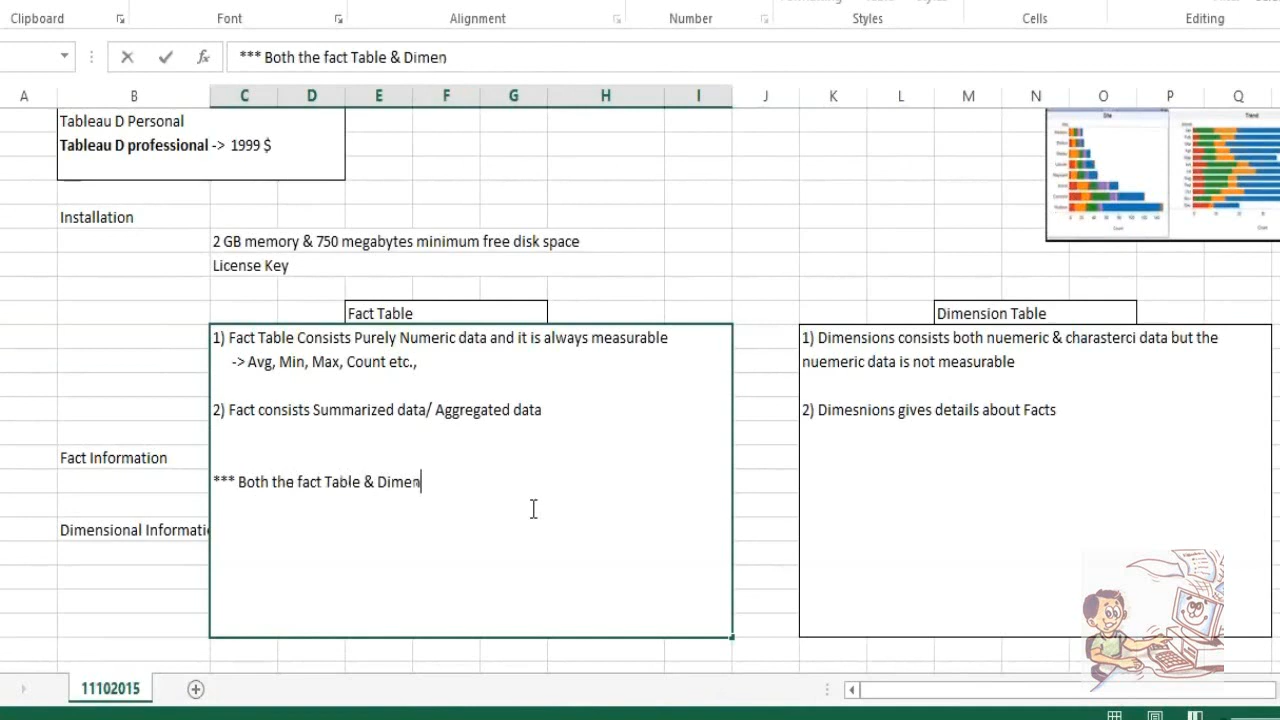 Clipboard
Font
Alignment
Number
Styles
Cells
Editing
fx
*** Both the fact Table & Dimen
A B C D E F G H I J K L M N O P Q
Tableau D Personal
Tableau D professional -> 1999 $
Installation
2 GB memory & 750 megabytes minimum free disk space
License Key
Fact Table
1) Fact Table Consists Purely Numeric data and it is always measurable
-> Avg, Min, Max, Count etc.,
2) Fact consists Summarized data/ Aggregated data
*** Both the fact Table & Dimen
Fact Information
Dimensional Informati
Dimension Table
1) Dimensions consists both nuemeric & charasterci data but the
nuemeric data is not measurable
2) Dimesnions gives details about Facts
Site
Trend
Count
11102015